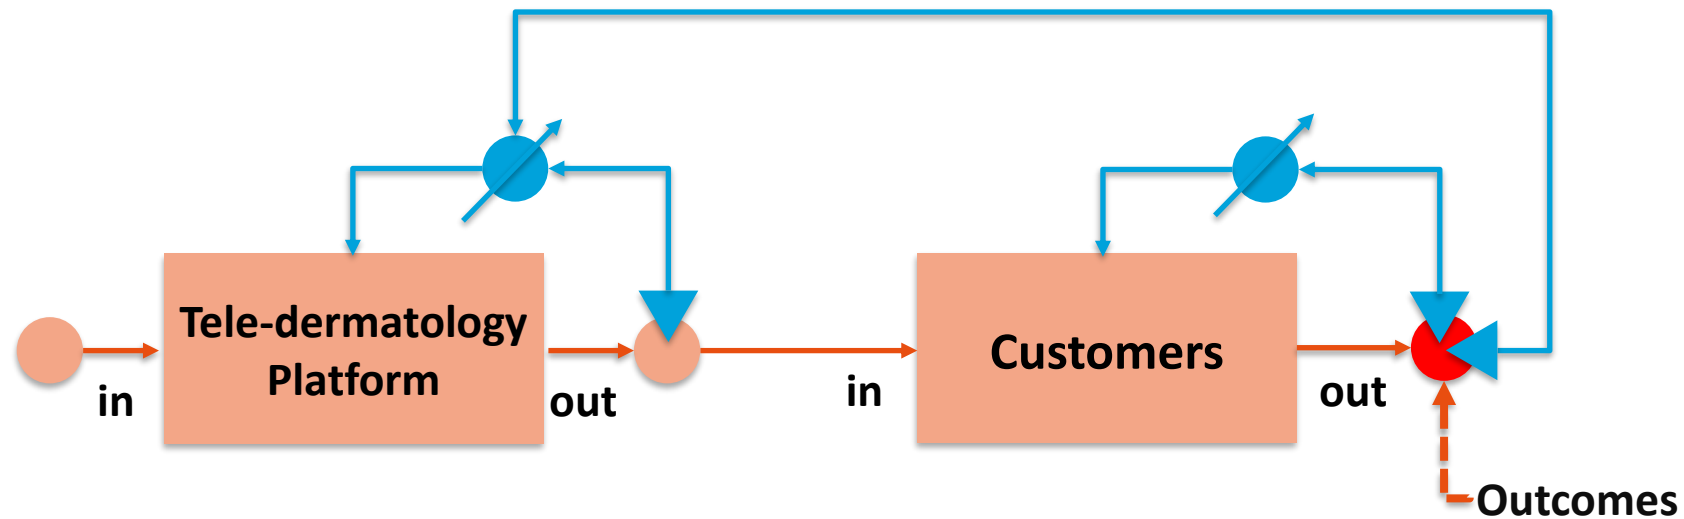 Tele-dermatology
Platform
Customers
in
out
in
out
Outcomes